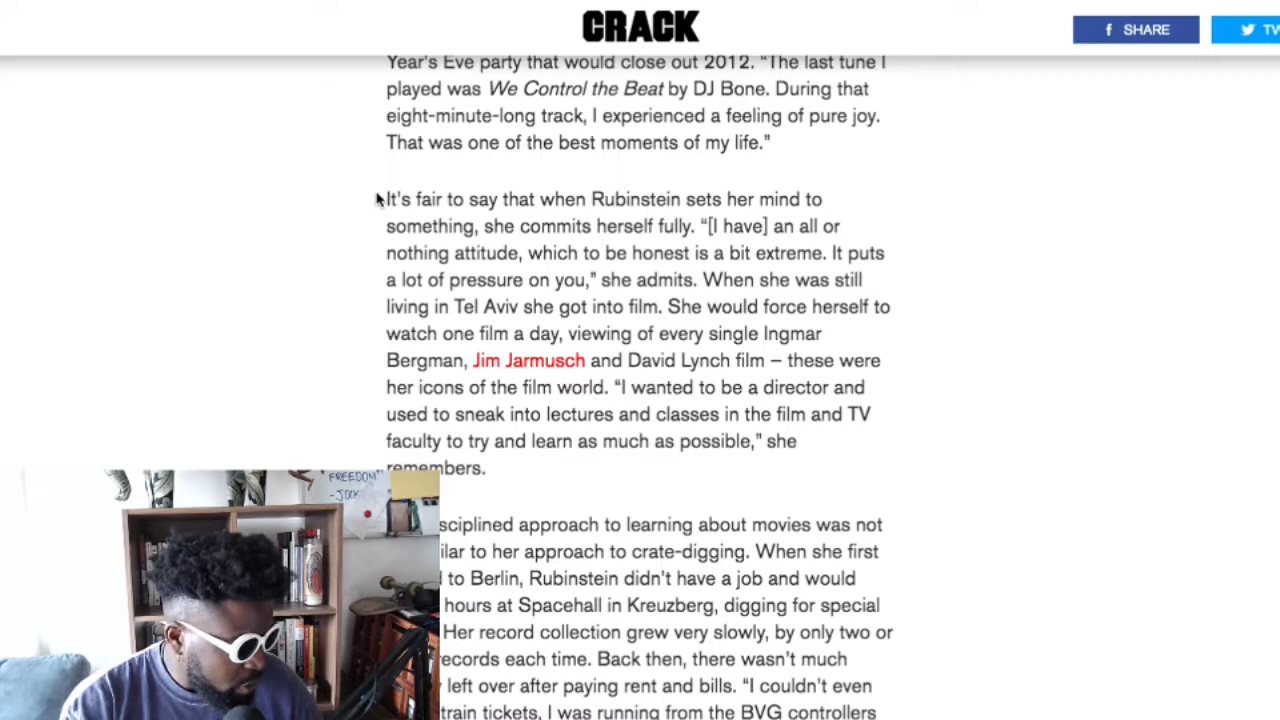 CRACK
SHARE
TW
Year's Eve party that would close out 2012. “The last tune I
played was We Control the Beat by DJ Bone. During that
eight-minute-long track, I experienced a feeling of pure joy.
That was one of the best moments of my life.”
It’s fair to say that when Rubinstein sets her mind to
something, she commits herself fully. “[I have] an all or
nothing attitude, which to be honest is a bit extreme. It puts
a lot of pressure on you,” she admits. When she was still
living in Tel Aviv she got into film. She would force herself to
watch one film a day, viewing of every single Ingmar
Bergman, Jim Jarmusch and David Lynch film – these were
her icons of the film world. “I wanted to be a director and
used to sneak into lectures and classes in the film and TV
faculty to try and learn as much as possible,” she
remembers.
sciplined approach to learning about movies was not
ilar to her approach to crate-digging. When she first
to Berlin, Rubinstein didn’t have a job and would
hours at Spacehall in Kreuzberg, digging for special
Her record collection grew very slowly, by only two or
records each time. Back then, there wasn’t much
left over after paying rent and bills. “I couldn’t even
train tickets, I was running from the BVG controllers
FREEDOM"